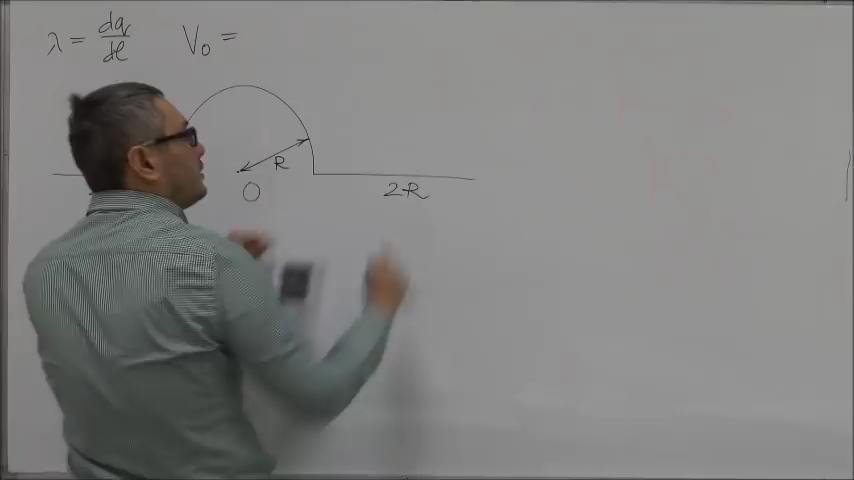 λ = dq/dℓ V₀ =
R
O
2R